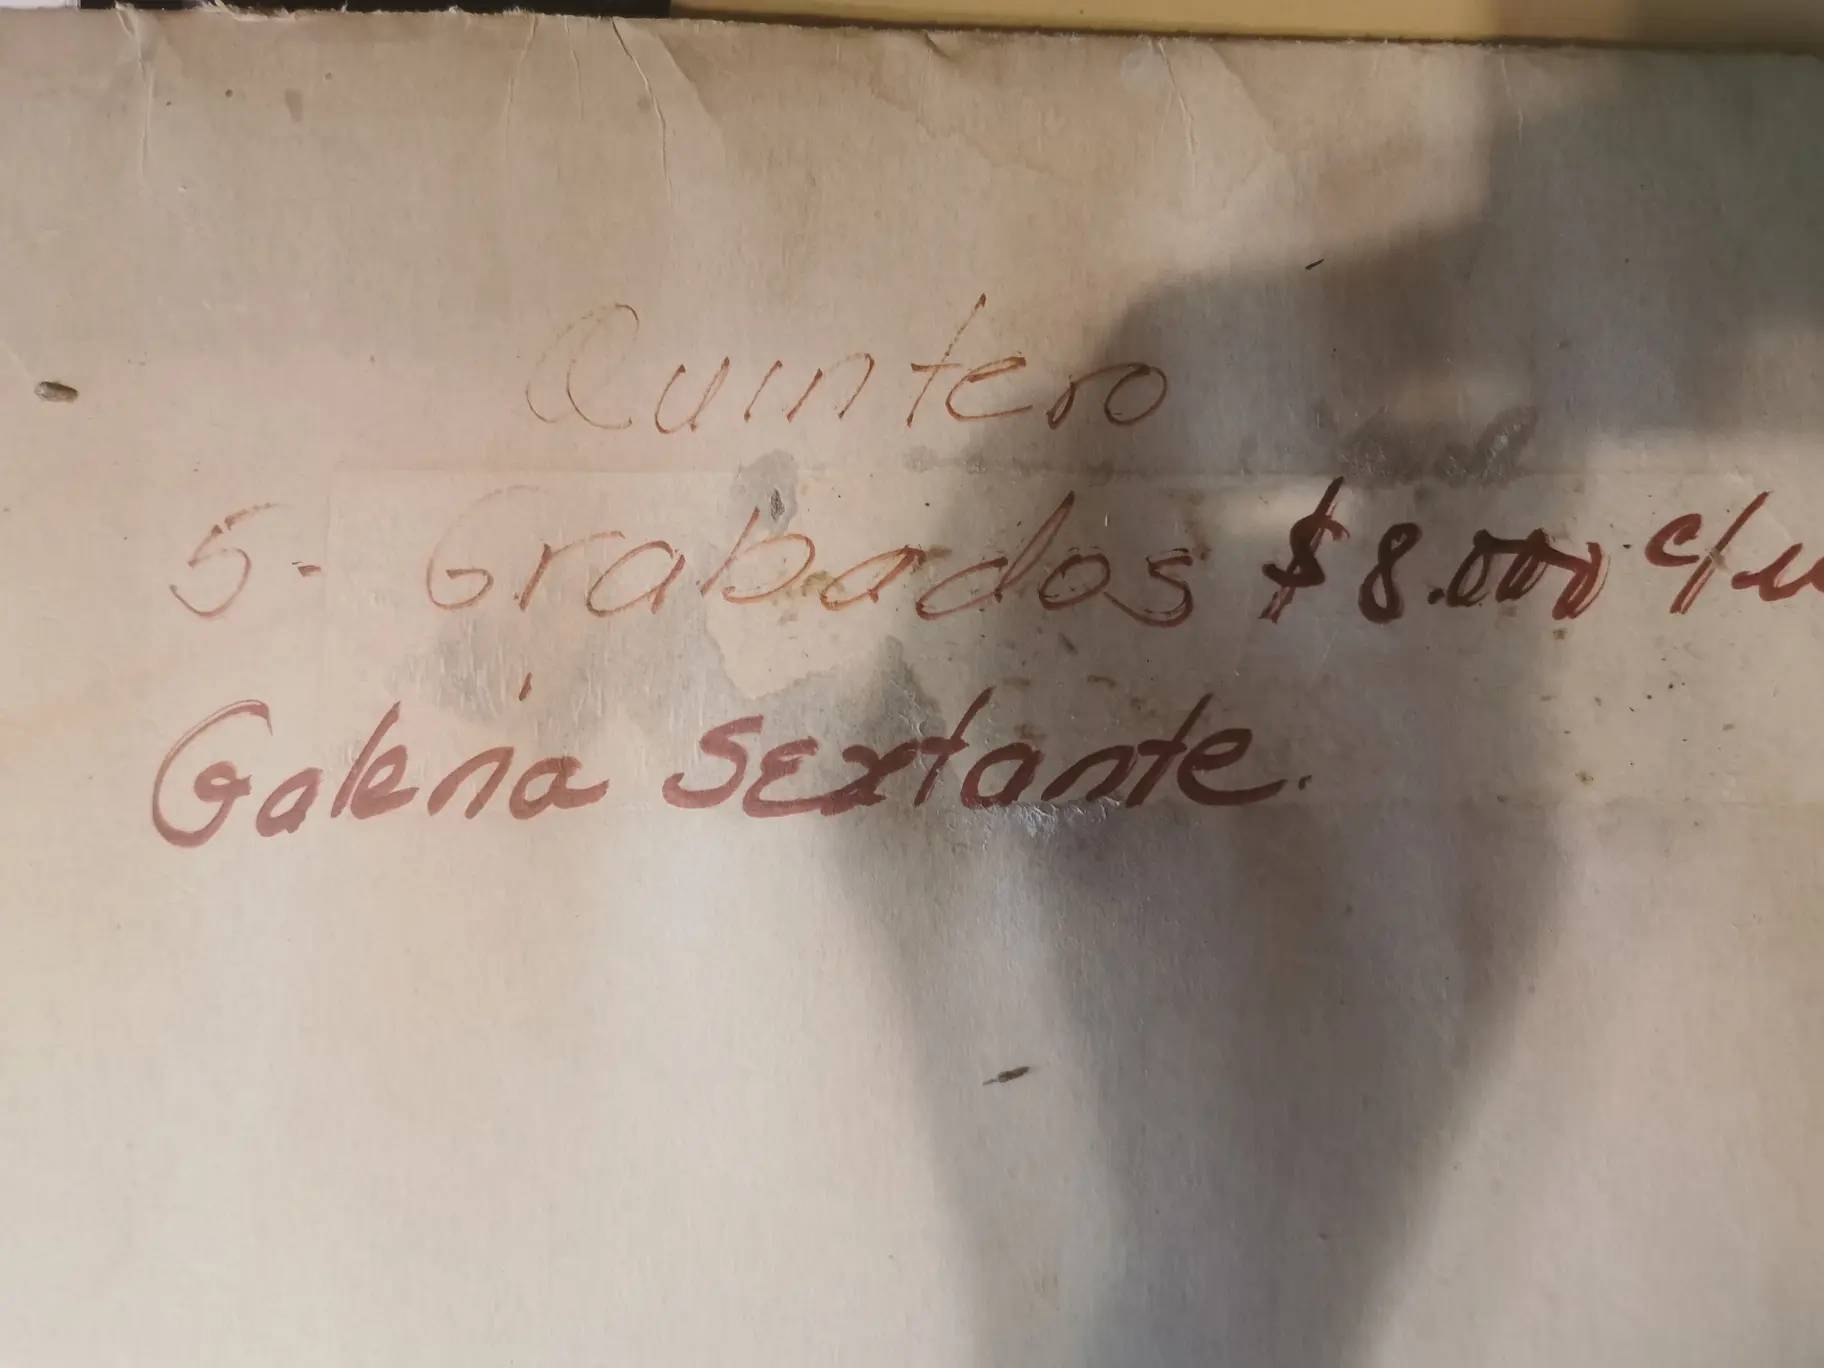 Quintero
5- Grabados $8.000 c/u
Galería Sextante.